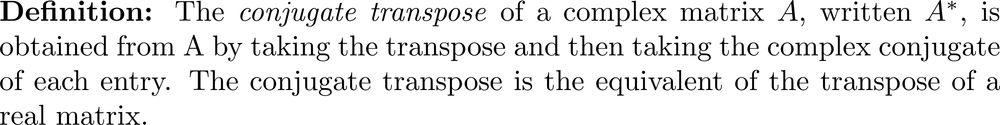 Definition: The conjugate transpose of a complex matrix A, written A*, is
obtained from A by taking the transpose and then taking the complex conjugate
of each entry. The conjugate transpose is the equivalent of the transpose of a
real matrix.